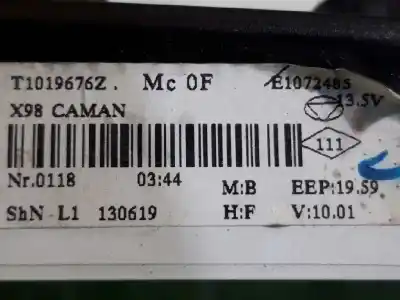 T1019676Z. Mc 0F E1072485
13.5V
X98 CAMAN
111
Nr.0118 03:44 M:B EEP:19.59
ShN L1 130619 H:F V:10.01